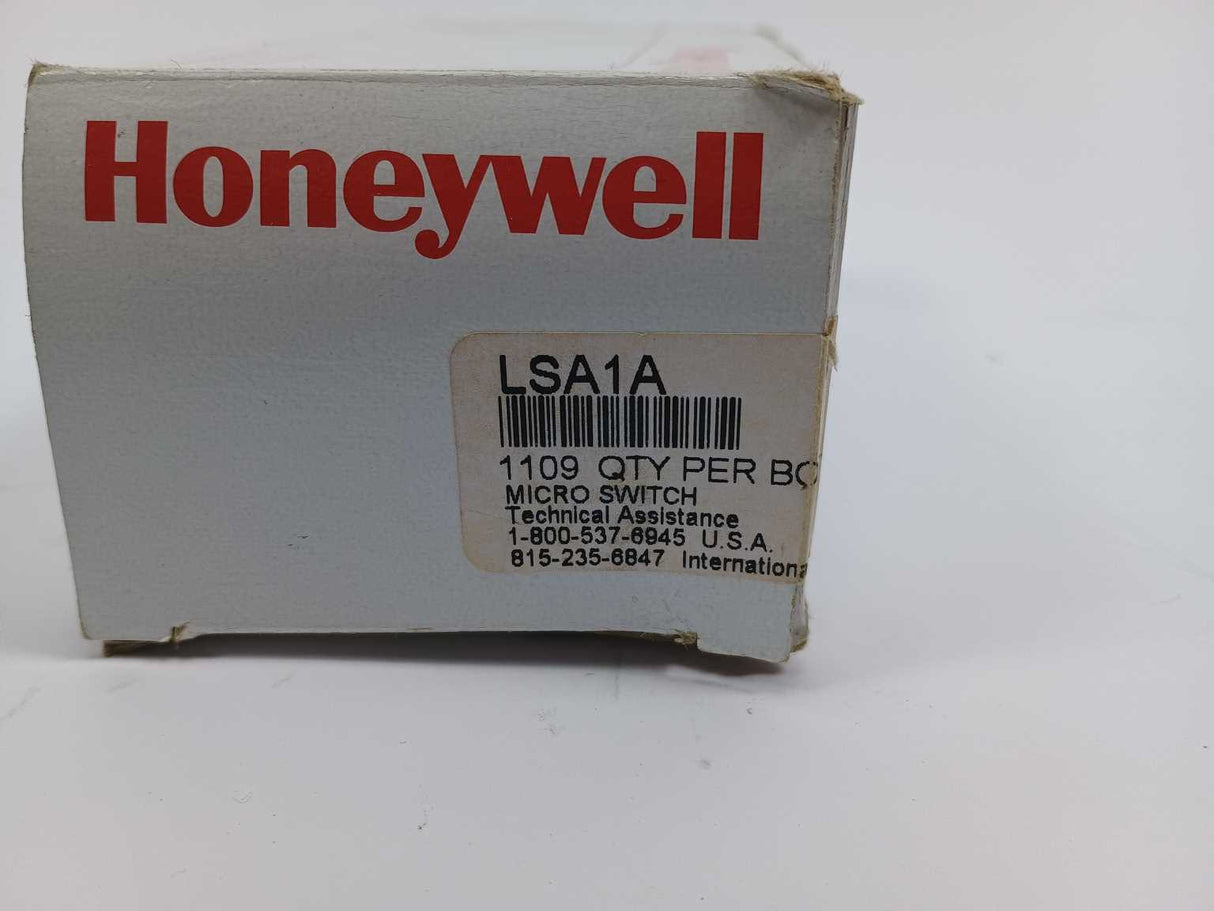 Honeywell
LSA1A
1109 QTY PER BO
MICRO SWITCH
Technical Assistance
1-800-537-6945 U.S.A.
815-235-6847 Internationa